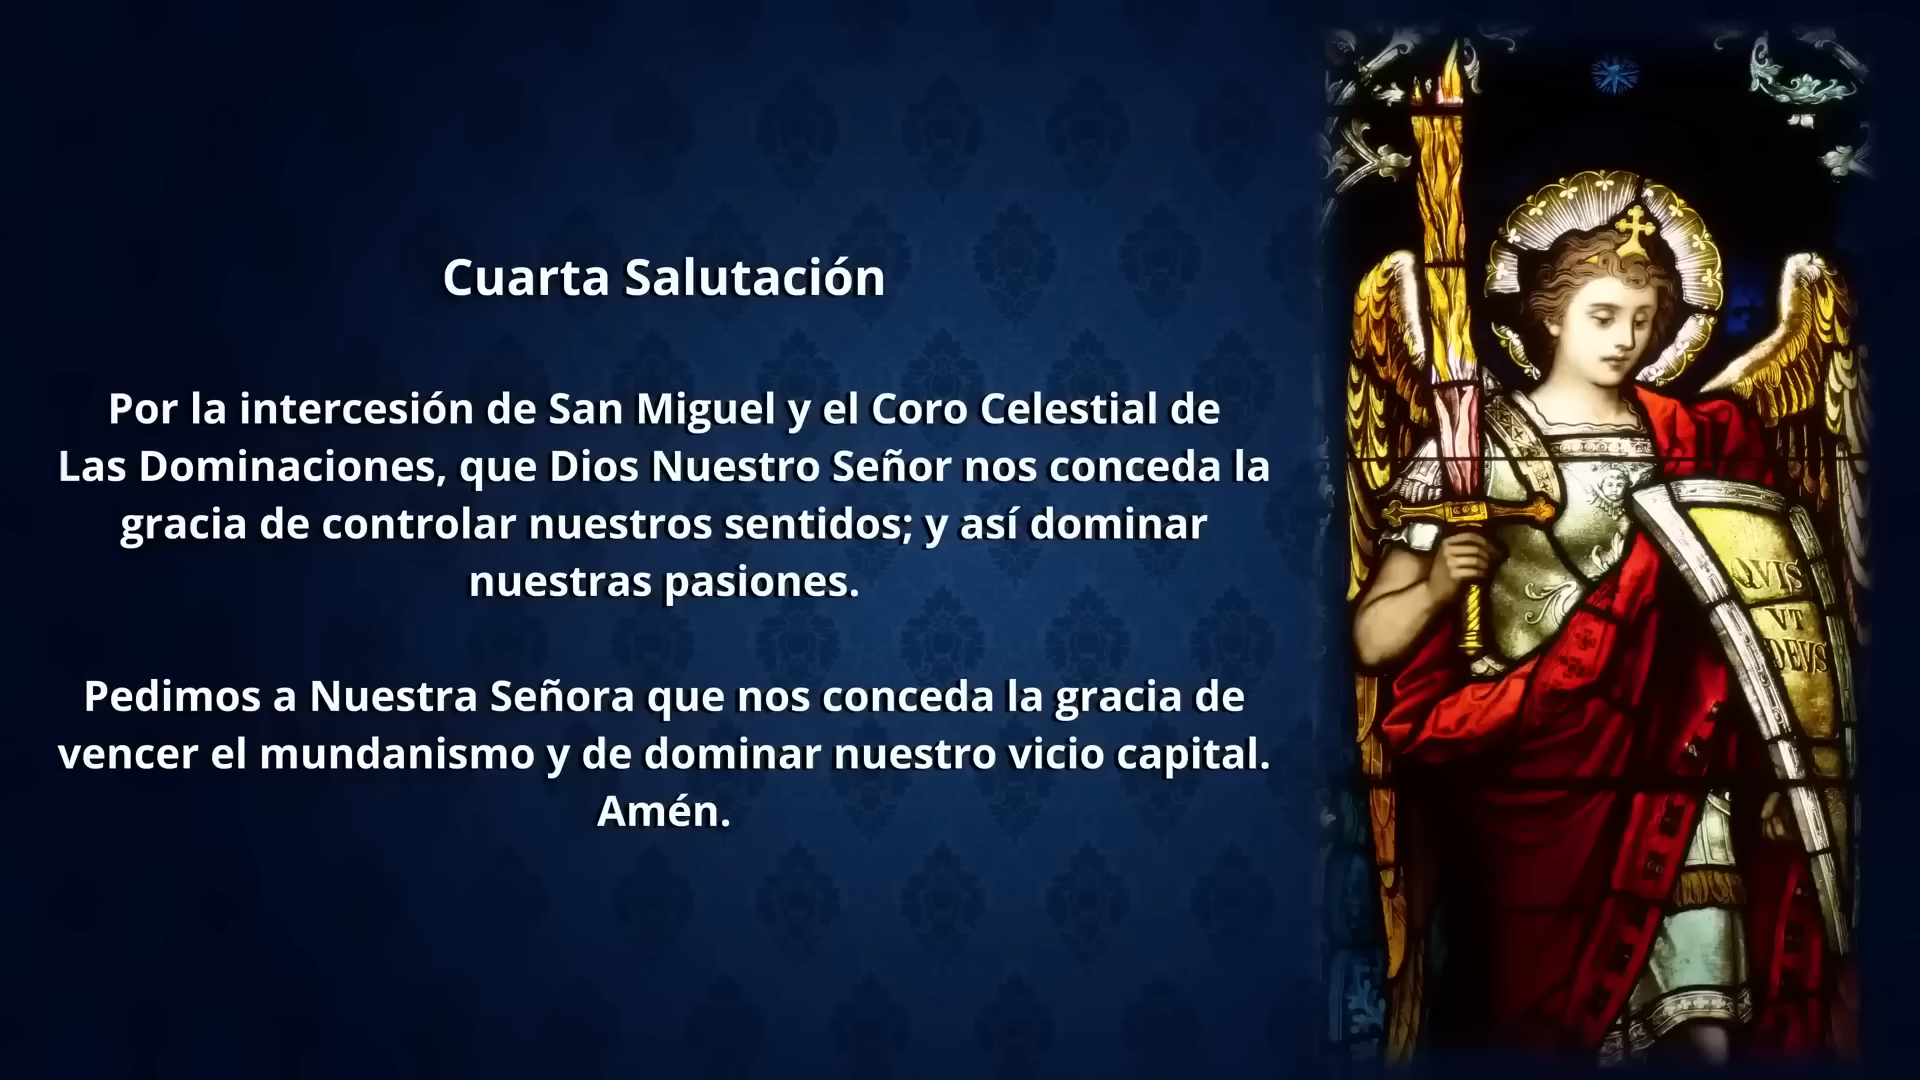 Cuarta Salutación
Por la intercesión de San Miguel y el Coro Celestial de
Las Dominaciones, que Dios Nuestro Señor nos conceda la
gracia de controlar nuestros sentidos; y así dominar
nuestras pasiones.
Pedimos a Nuestra Señora que nos conceda la gracia de
vencer el mundanismo y de dominar nuestro vicio capital.
Amén.
QVIS
VT
DEVS